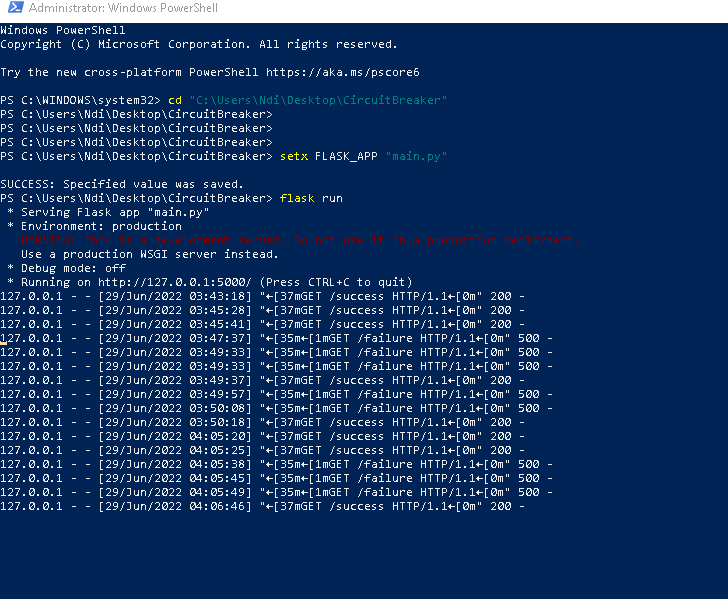 Administrator: Windows PowerShell
Windows PowerShell
Copyright (C) Microsoft Corporation. All rights reserved.
Try the new cross-platform PowerShell https://aka.ms/pscore6
PS C:\WINDOWS\system32> cd "C:\Users\Ndi\Desktop\CircuitBreaker"
PS C:\Users\Ndi\Desktop\CircuitBreaker>
PS C:\Users\Ndi\Desktop\CircuitBreaker>
PS C:\Users\Ndi\Desktop\CircuitBreaker>
PS C:\Users\Ndi\Desktop\CircuitBreaker> setx FLASK_APP "main.py"
SUCCESS: Specified value was saved.
PS C:\Users\Ndi\Desktop\CircuitBreaker> flask run
* Serving Flask app "main.py"
* Environment: production
WARNING: This is a development server. Do not use it in a production deployment.
Use a production WSGI server instead.
* Debug mode: off
* Running on http://127.0.0.1:5000/ (Press CTRL+C to quit)
127.0.0.1 - - [29/Jun/2022 03:43:18] "←[37mGET /success HTTP/1.1←[0m" 200 -
127.0.0.1 - - [29/Jun/2022 03:45:28] "←[37mGET /success HTTP/1.1←[0m" 200 -
127.0.0.1 - - [29/Jun/2022 03:45:41] "←[37mGET /success HTTP/1.1←[0m" 200 -
127.0.0.1 - - [29/Jun/2022 03:47:37] "←[35m←[1mGET /failure HTTP/1.1←[0m" 500 -
127.0.0.1 - - [29/Jun/2022 03:49:33] "←[35m←[1mGET /failure HTTP/1.1←[0m" 500 -
127.0.0.1 - - [29/Jun/2022 03:49:33] "←[35m←[1mGET /failure HTTP/1.1←[0m" 500 -
127.0.0.1 - - [29/Jun/2022 03:49:37] "←[37mGET /success HTTP/1.1←[0m" 200 -
127.0.0.1 - - [29/Jun/2022 03:49:57] "←[35m←[1mGET /failure HTTP/1.1←[0m" 500 -
127.0.0.1 - - [29/Jun/2022 03:50:08] "←[35m←[1mGET /failure HTTP/1.1←[0m" 500 -
127.0.0.1 - - [29/Jun/2022 03:50:18] "←[37mGET /success HTTP/1.1←[0m" 200 -
127.0.0.1 - - [29/Jun/2022 04:05:20] "←[37mGET /success HTTP/1.1←[0m" 200 -
127.0.0.1 - - [29/Jun/2022 04:05:25] "←[37mGET /success HTTP/1.1←[0m" 200 -
127.0.0.1 - - [29/Jun/2022 04:05:38] "←[35m←[1mGET /failure HTTP/1.1←[0m" 500 -
127.0.0.1 - - [29/Jun/2022 04:05:45] "←[35m←[1mGET /failure HTTP/1.1←[0m" 500 -
127.0.0.1 - - [29/Jun/2022 04:05:49] "←[35m←[1mGET /failure HTTP/1.1←[0m" 500 -
127.0.0.1 - - [29/Jun/2022 04:06:46] "←[37mGET /success HTTP/1.1←[0m" 200 -